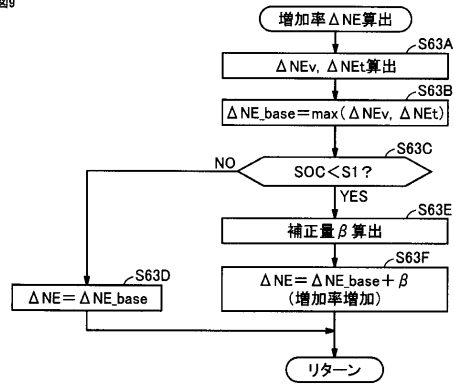 図9
増加率ΔNE算出
S63A
ΔNEv, ΔNEt算出
S63B
ΔNE_base=max(ΔNEv, ΔNEt)
S63C
SOC<S1?
NO
YES
S63E
補正量β算出
S63D
ΔNE=ΔNE_base
S63F
ΔNE=ΔNE_base+β
(増加率増加)
リターン